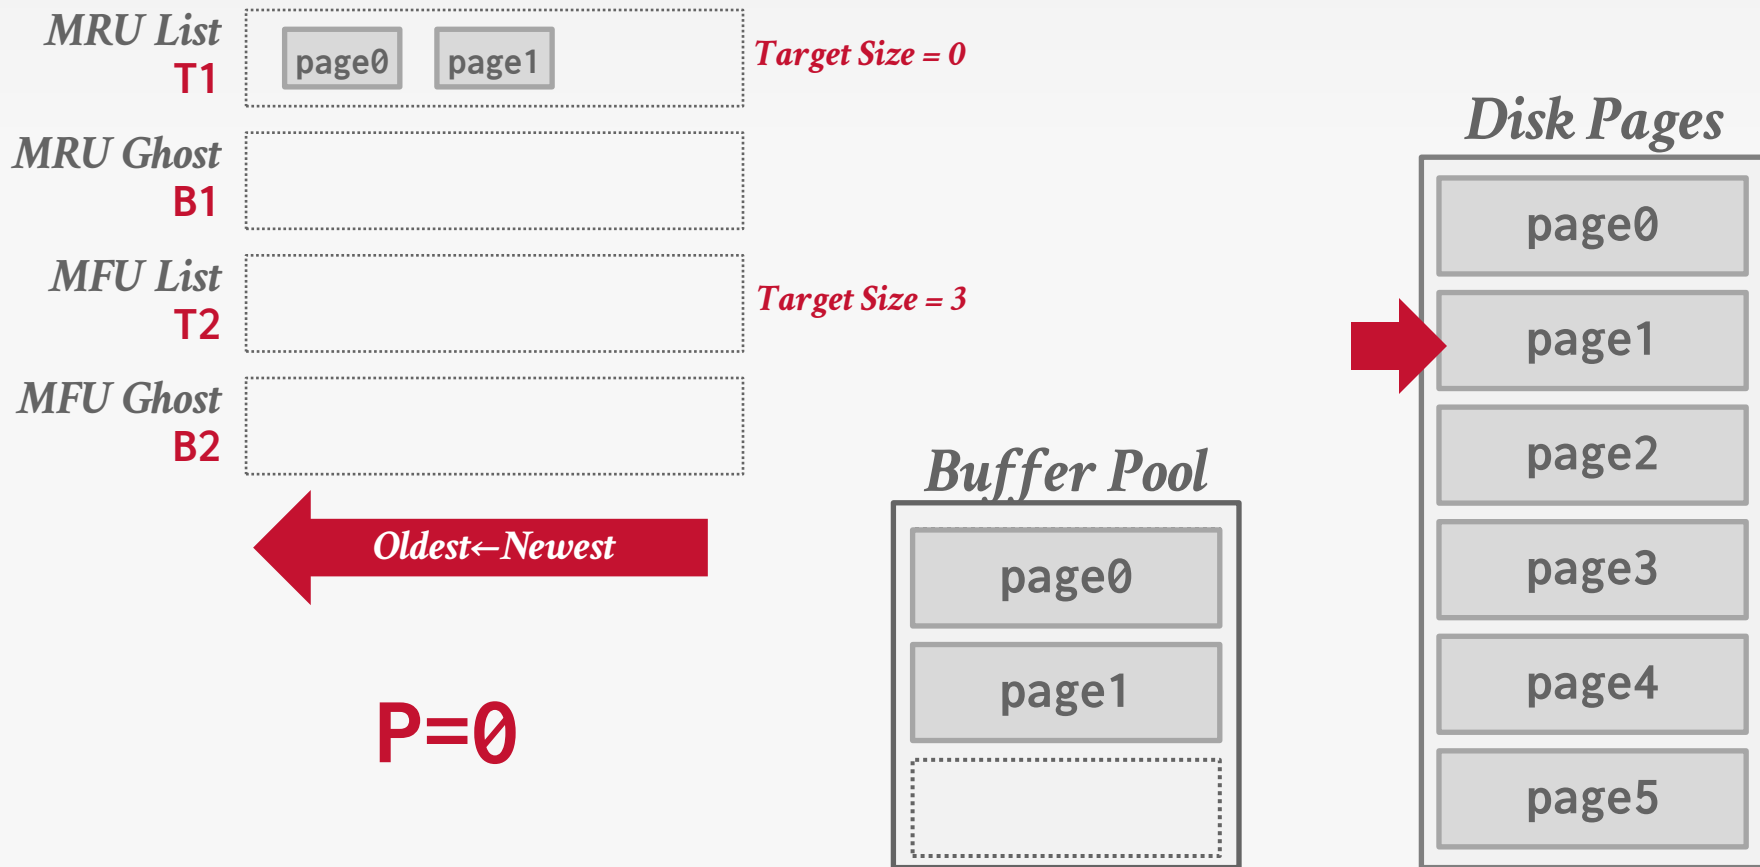 MRU List
T1
page0
page1
Target Size = 0
MRU Ghost
B1
MFU List
T2
Target Size = 3
MFU Ghost
B2
Oldest←Newest
P=0
Buffer Pool
page0
page1
Disk Pages
page0
page1
page2
page3
page4
page5